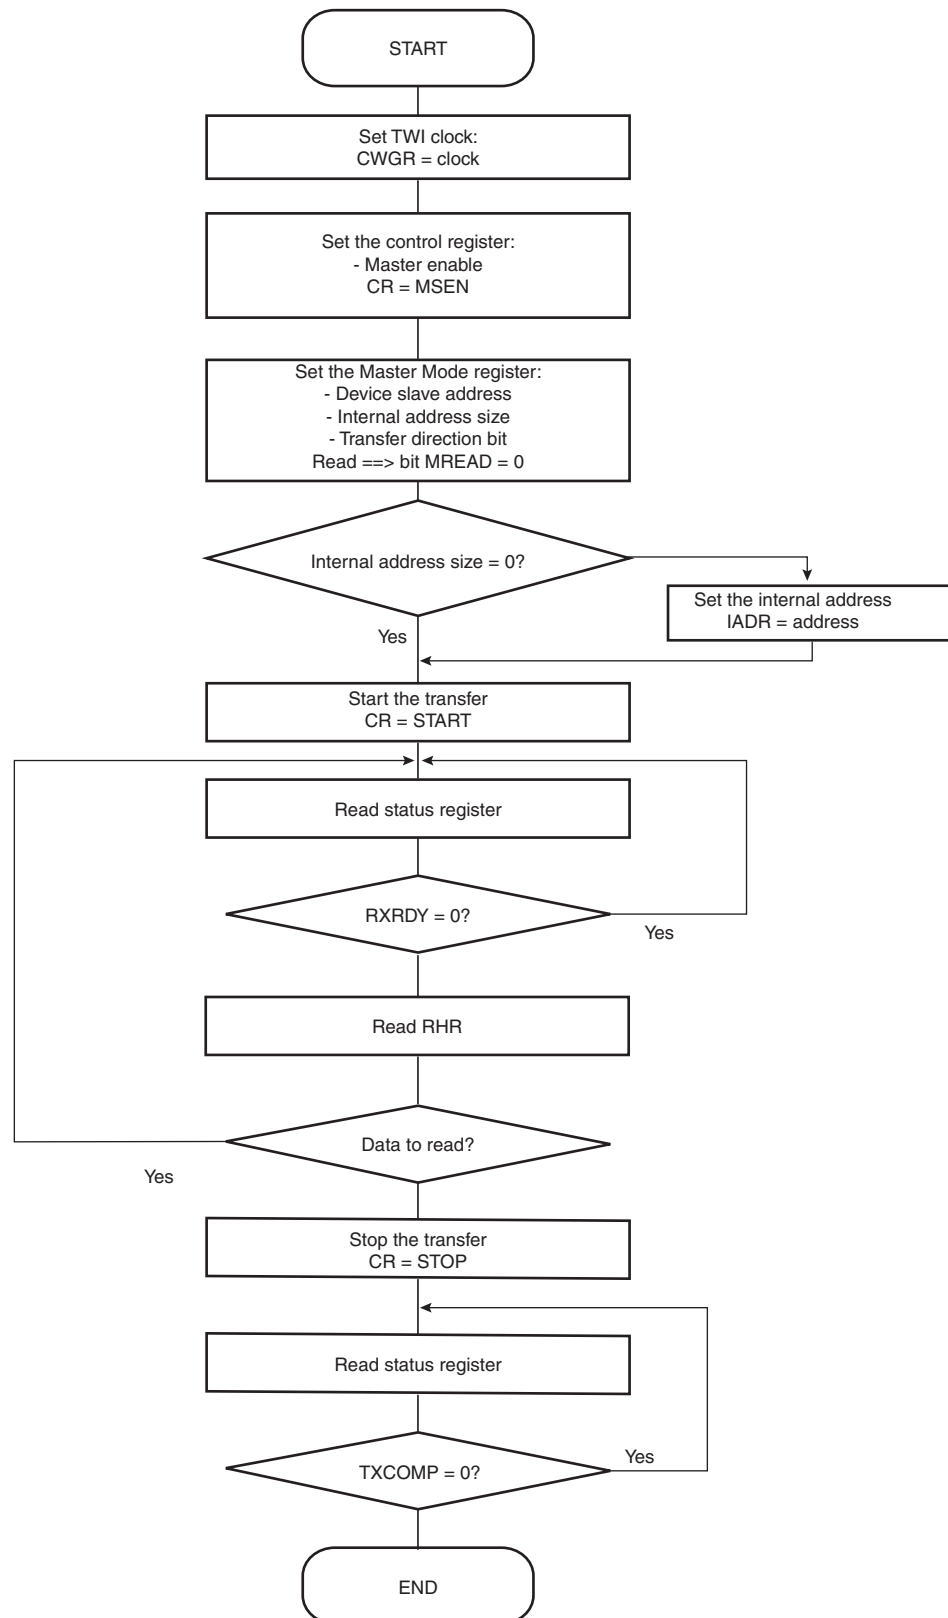 START
Set TWI clock:
CWGR = clock
Set the control register:
- Master enable
CR = MSEN
Set the Master Mode register:
- Device slave address
- Internal address size
- Transfer direction bit
Read ==> bit MREAD = 0
Internal address size = 0?
Set the internal address
IADR = address
Yes
Start the transfer
CR = START
Read status register
RXRDY = 0?
Yes
Read RHR
Data to read?
Yes
Stop the transfer
CR = STOP
Read status register
TXCOMP = 0?
Yes
END